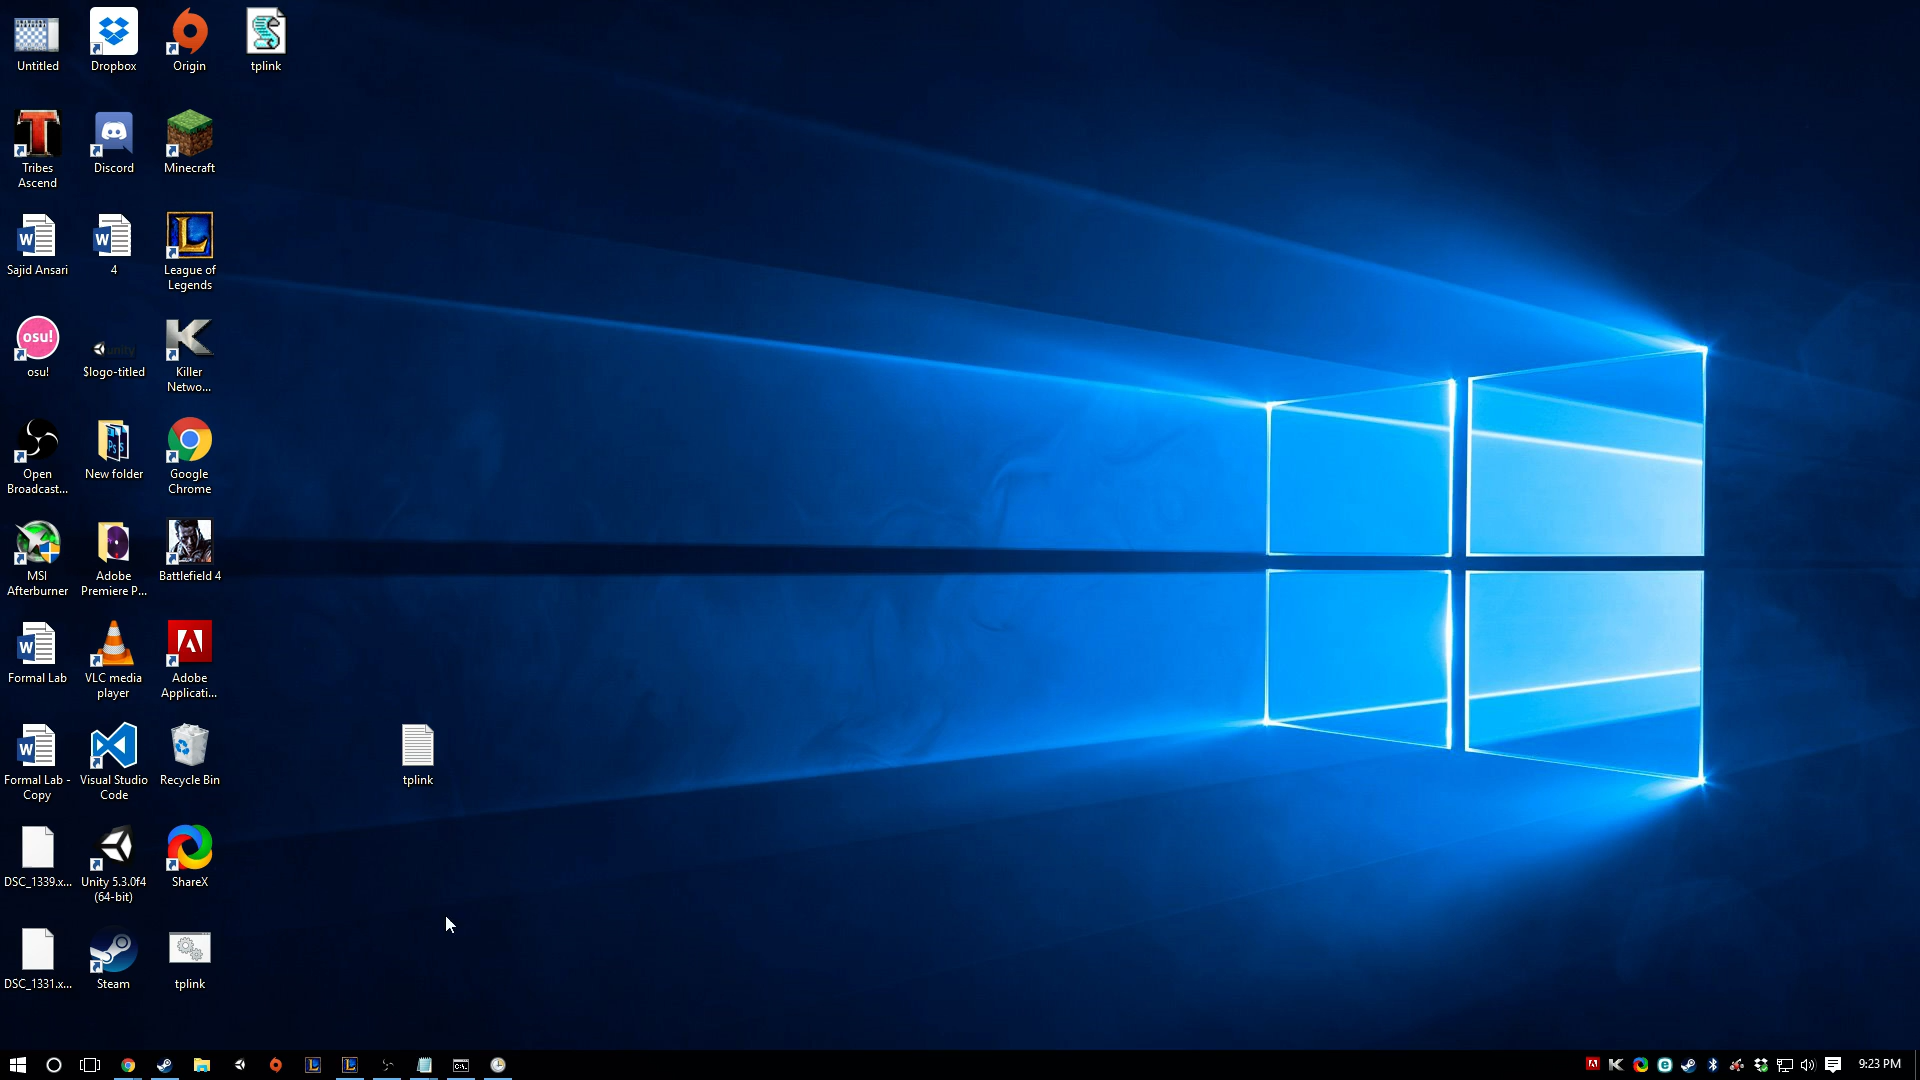 Untitled
Dropbox
Origin
tplink
Tribes
Ascend
Discord
Minecraft
Sajid Ansari
4
League of
Legends
osu!
osu!
unity
$logo-titled
Killer
Netwo...
Open
Broadcast...
New folder
Google
Chrome
MSI
Afterburner
Adobe
Premiere P...
Battlefield 4
Formal Lab
VLC media
player
Adobe
Applicati...
Formal Lab -
Copy
Visual Studio
Code
Recycle Bin
tplink
DSC_1339.x...
Unity 5.3.0f4
(64-bit)
ShareX
DSC_1331.x...
Steam
tplink
9:23 PM